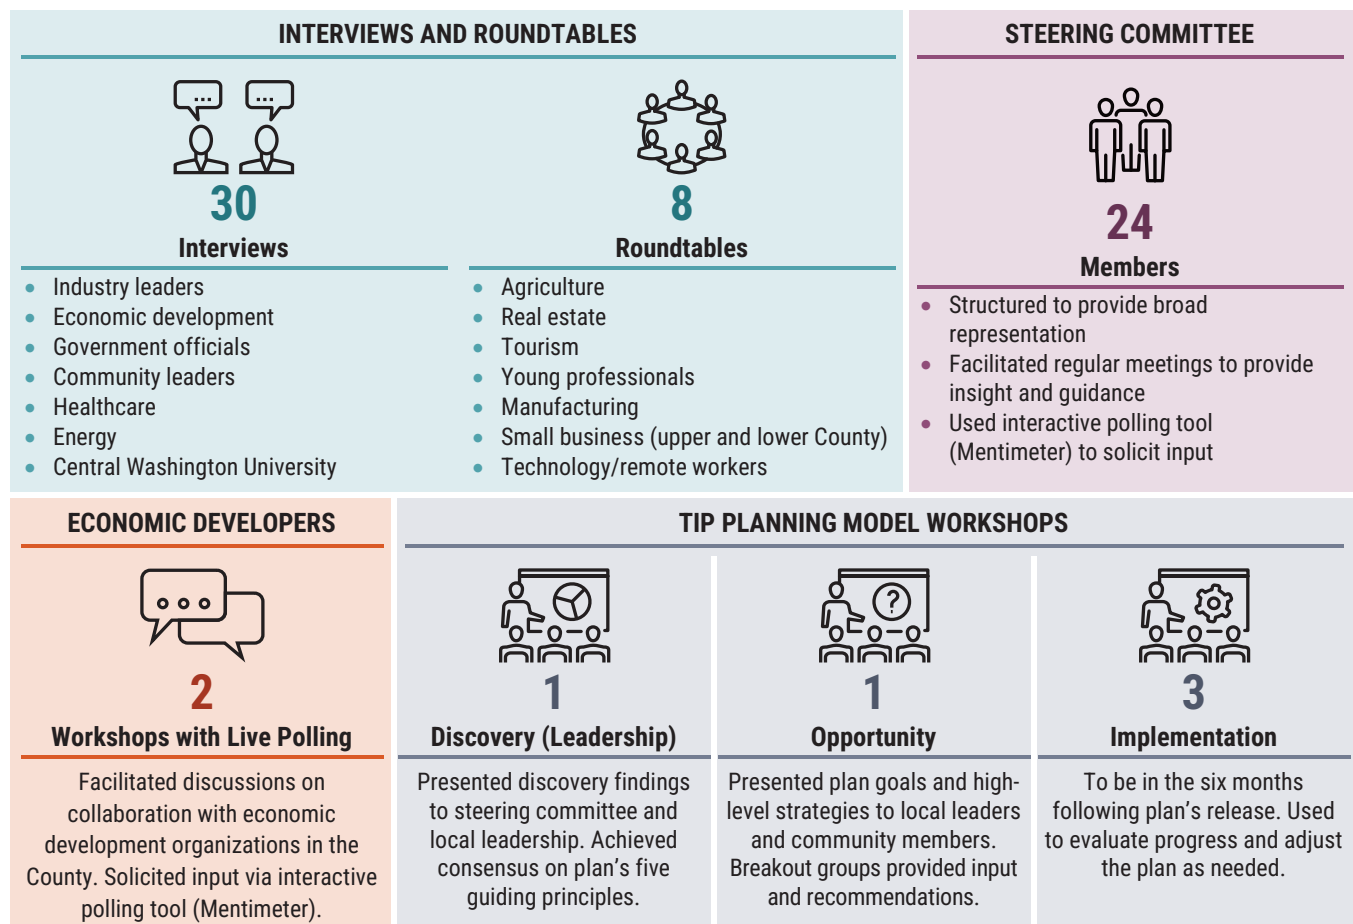 INTERVIEWS AND ROUNDTABLES
30
Interviews
Industry leaders
Economic development
Government officials
Community leaders
Healthcare
Energy
Central Washington University
8
Roundtables
Agriculture
Real estate
Tourism
Young professionals
Manufacturing
Small business (upper and lower County)
Technology/remote workers
STEERING COMMITTEE
24
Members
Structured to provide broad
representation
Facilitated regular meetings to provide
insight and guidance
Used interactive polling tool
(Mentimeter) to solicit input
ECONOMIC DEVELOPERS
2
Workshops with Live Polling
Facilitated discussions on
collaboration with economic
development organizations in the
County. Solicited input via interactive
polling tool (Mentimeter).
TIP PLANNING MODEL WORKSHOPS
1
Discovery (Leadership)
Presented discovery findings
to steering committee and
local leadership. Achieved
consensus on plan’s five
guiding principles.
?
1
Opportunity
Presented plan goals and high-
level strategies to local leaders
and community members.
Breakout groups provided input
and recommendations.
3
Implementation
To be in the six months
following plan’s release. Used
to evaluate progress and adjust
the plan as needed.